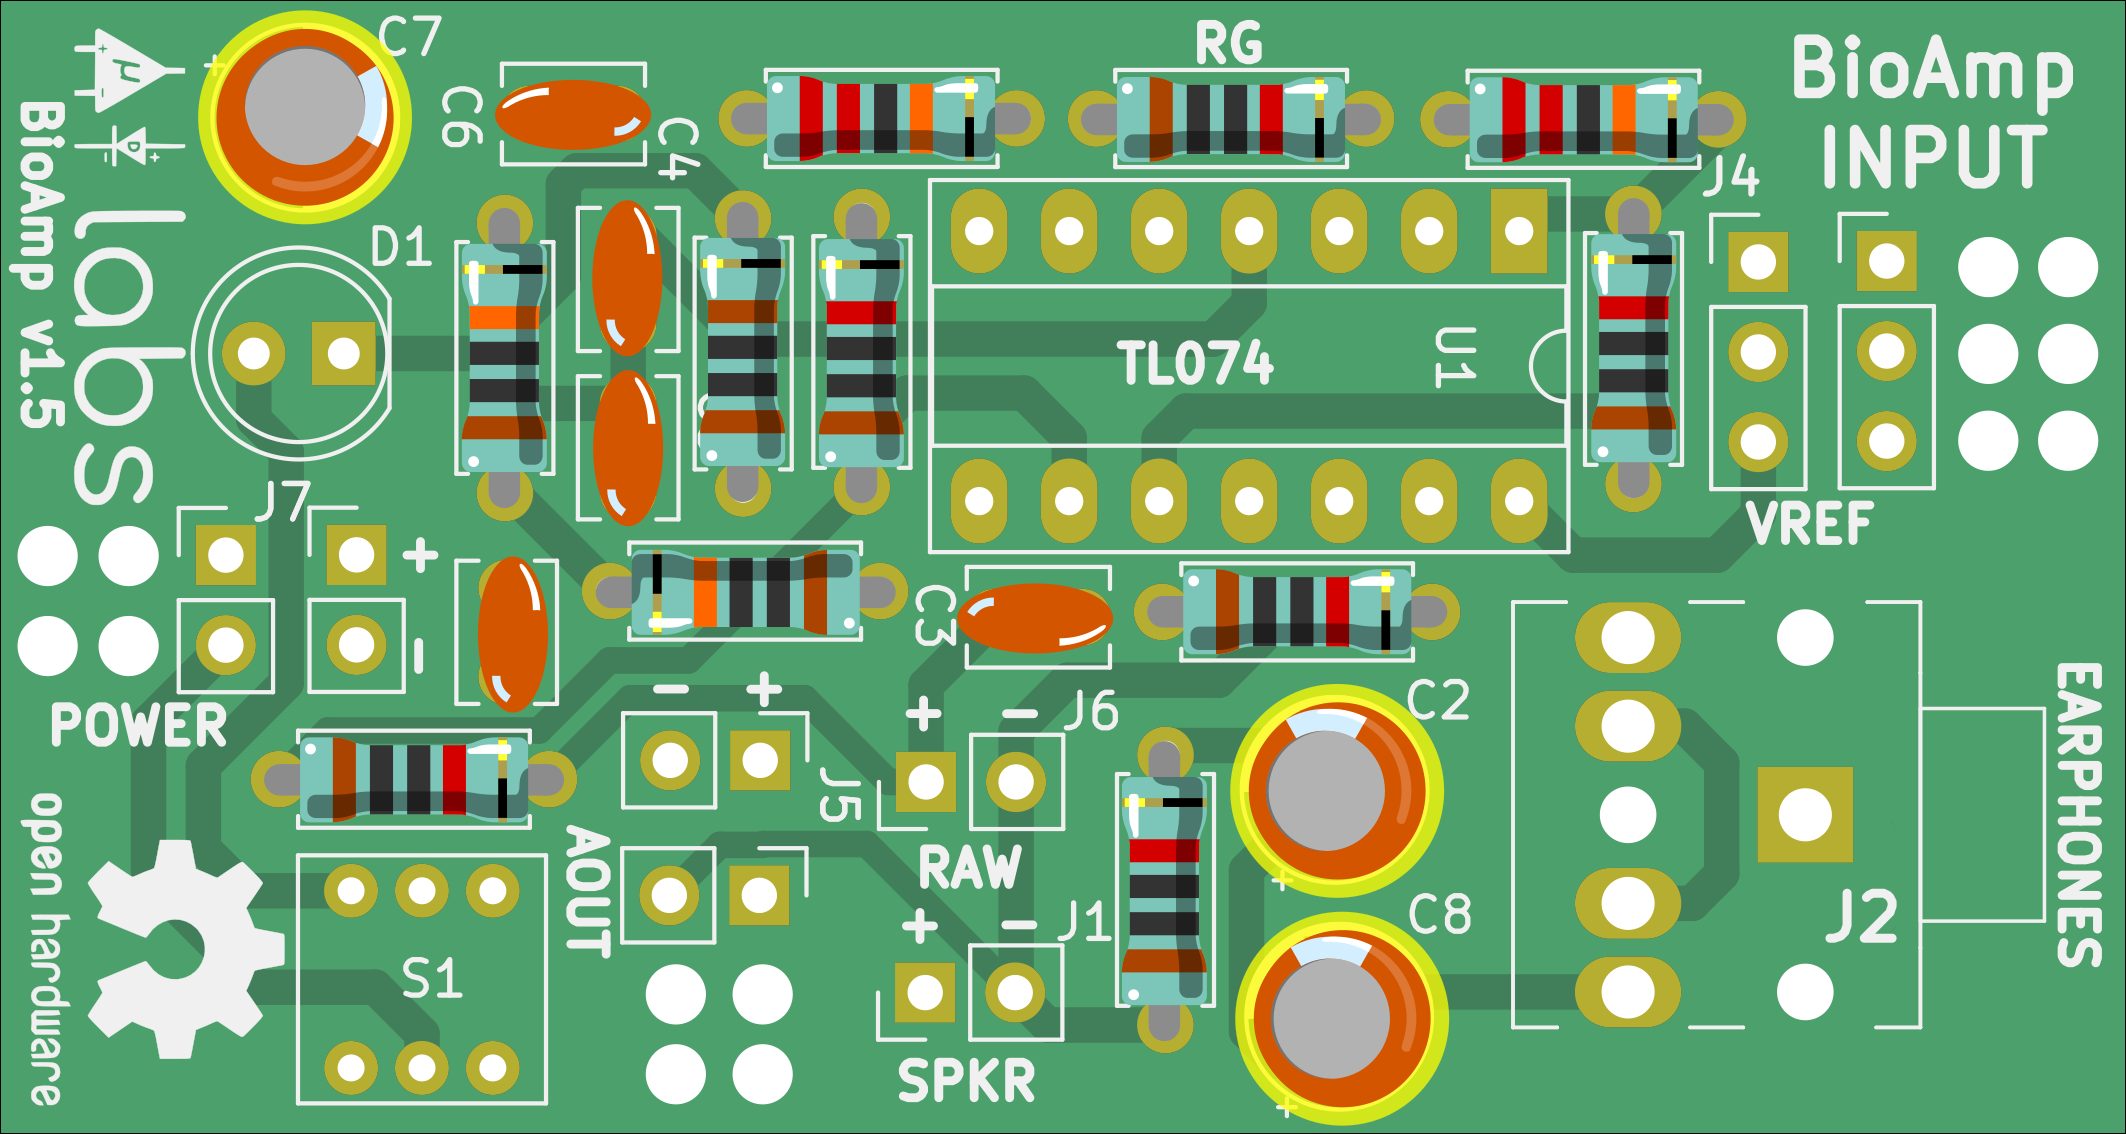 C7
RG
BioAmp
INPUT
C6
C4
J4
D1
BioAmp v1.5
μ
D
labs
TL074
U1
VREF
J7
POWER
C3
J6
C2
J5
RAW
AOUT
J1
C8
J2
EARPHONES
S1
SPKR
open hardware